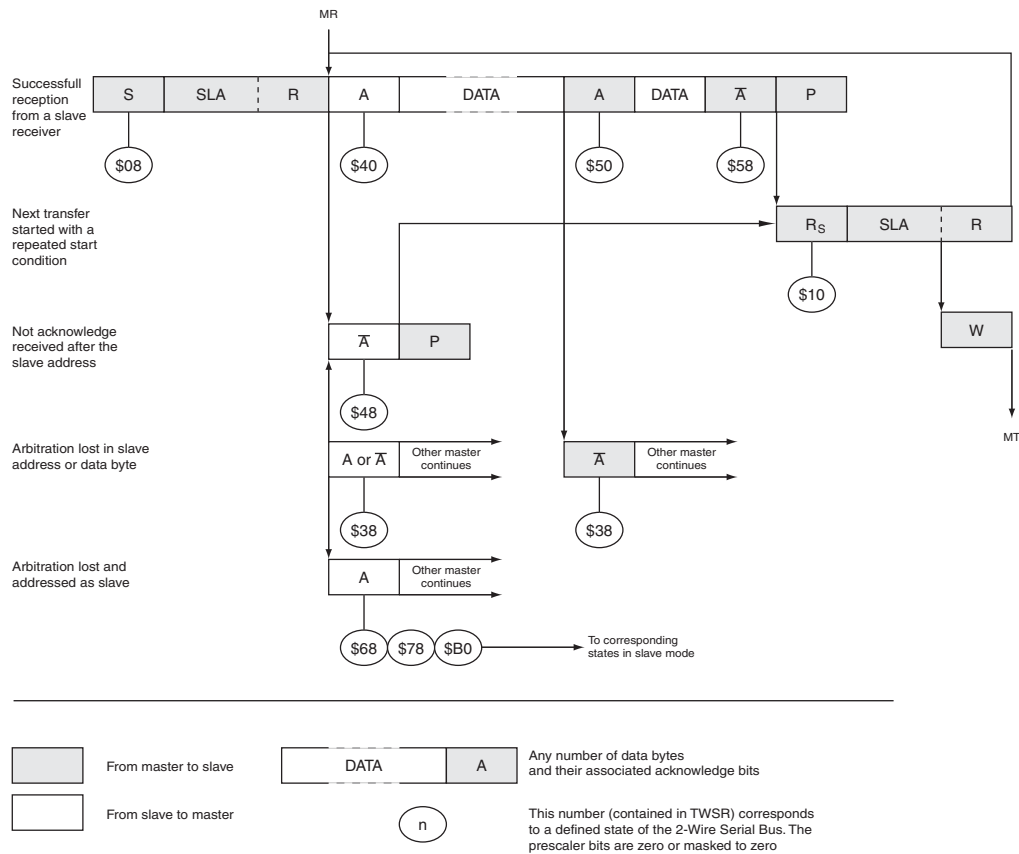 MR
Successfull
reception
from a slave
receiver
S SLA R A DATA A DATA A̅ P
$08 $40 $50 $58
Next transfer
started with a
repeated start
condition
RS SLA R
$10
Not acknowledge
received after the
slave address
A̅ P
W
$48
MT
Arbitration lost in slave
address or data byte
A or A̅ Other master
continues
A̅ Other master
continues
$38 $38
Arbitration lost and
addressed as slave
A Other master
continues
$68 $78 $B0 To corresponding
states in slave mode
From master to slave
DATA A Any number of data bytes
and their associated acknowledge bits
From slave to master
n This number (contained in TWSR) corresponds
to a defined state of the 2-Wire Serial Bus. The
prescaler bits are zero or masked to zero